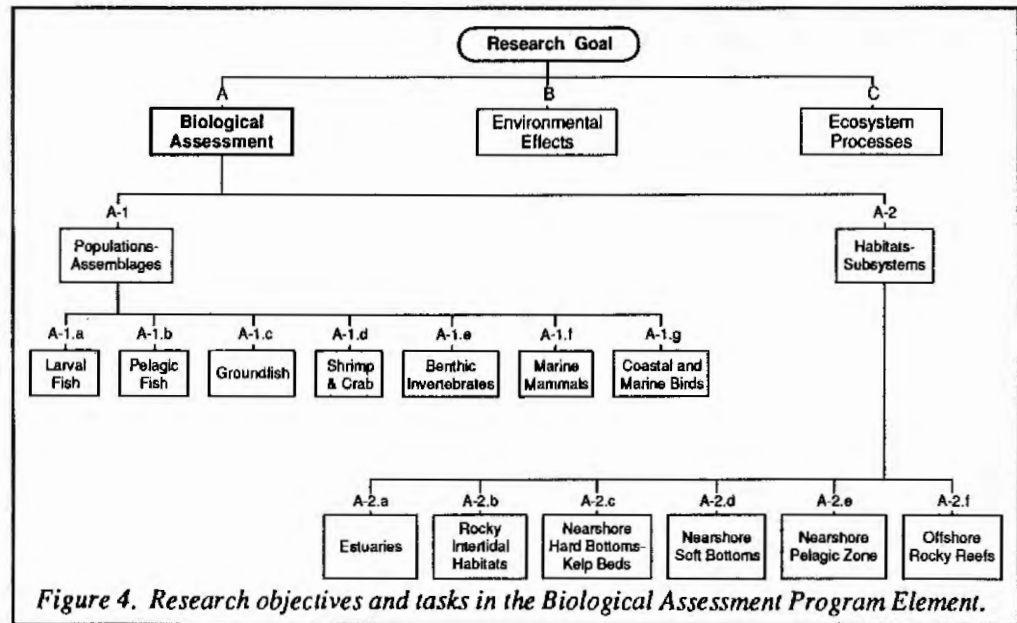 Research Goal
A
B
C
Biological
Assessment
Environmental
Effects
Ecosystem
Processes
A-1
A-2
Populations-
Assemblages
Habitats-
Subsystems
A-1.a
A-1.b
A-1.c
A-1.d
A-1.e
A-1.f
A-1.g
Larval
Fish
Pelagic
Fish
Groundfish
Shrimp
& Crab
Benthic
Invertebrates
Marine
Mammals
Coastal and
Marine Birds
A-2.a
A-2.b
A-2.c
A-2.d
A-2.e
A-2.f
Estuaries
Rocky
Intertidal
Habitats
Nearshore
Hard Bottoms-
Kelp Beds
Nearshore
Soft Bottoms
Nearshore
Pelagic Zone
Offshore
Rocky Reefs
Figure 4. Research objectives and tasks in the Biological Assessment Program Element.